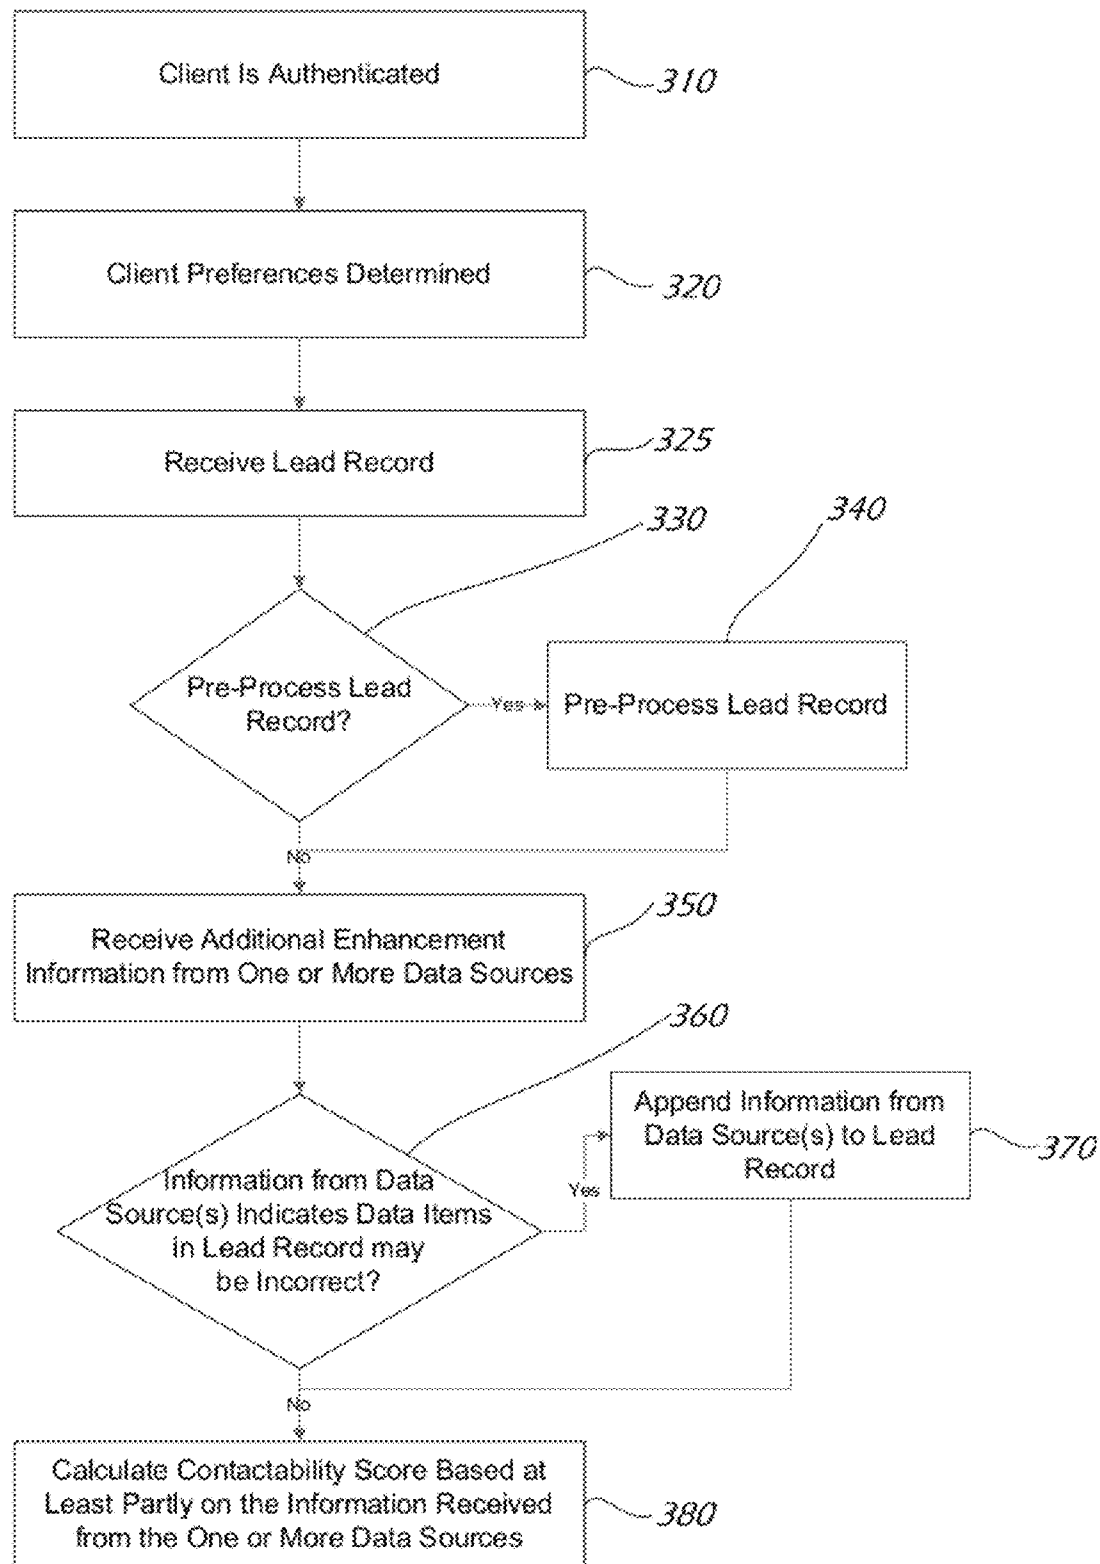 Client Is Authenticated
310
Client Preferences Determined
320
Receive Lead Record
325
330
340
Pre-Process Lead
Record?
Yes
Pre-Process Lead Record
No
350
Receive Additional Enhancement
Information from One or More Data Sources
360
Append Information from
Data Source(s) to Lead
Record
370
Information from Data
Source(s) Indicates Data Items
in Lead Record may
be Incorrect?
Yes
No
Calculate Contactability Score Based at
Least Partly on the Information Received
from the One or More Data Sources
380